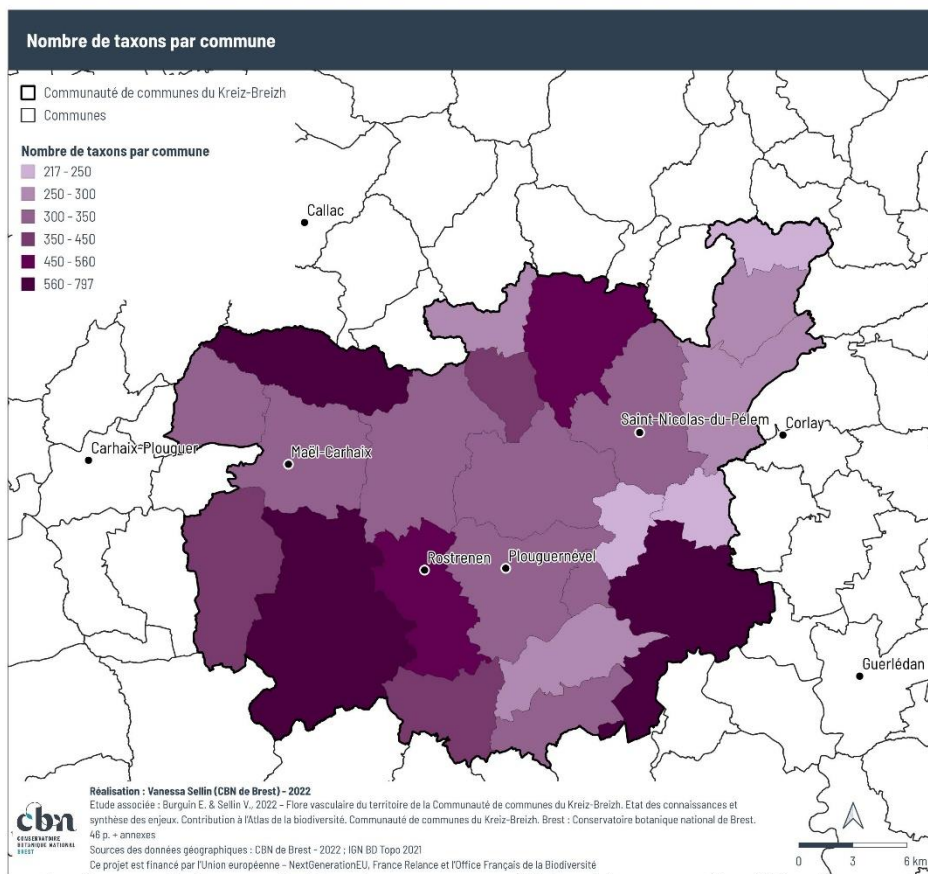 Nombre de taxons par commune
Communauté de communes du Kreiz-Breizh
Communes
Nombre de taxons par commune
217 - 250
250 - 300
300 - 350
350 - 450
450 - 560
560 - 797
Callac
Saint-Nicolas-du-Pélem
Corlay
Carhaix-Plouguer
Maël-Carhaix
Rostrenen
Plouguernével
Guerlédan
Réalisation : Vanessa Sellin (CBN de Brest) - 2022
Etude associée : Burguin E. & Sellin V., 2022 - Flore vasculaire du territoire de la Communauté de communes du Kreiz-Breizh. Etat des connaissances et
synthèse des enjeux. Contribution à l'Atlas de la biodiversité. Communauté de communes du Kreiz-Breizh. Brest : Conservatoire botanique national de Brest.
46 p. + annexes
Sources des données géographiques : CBN de Brest - 2022 ; IGN BD Topo 2021
Ce projet est financé par l'Union européenne - NextGenerationEU, France Relance et l'Office Français de la Biodiversité
cbn
CONSERVATOIRE
BOTANIQUE NATIONAL
BREST
0 3 6 km